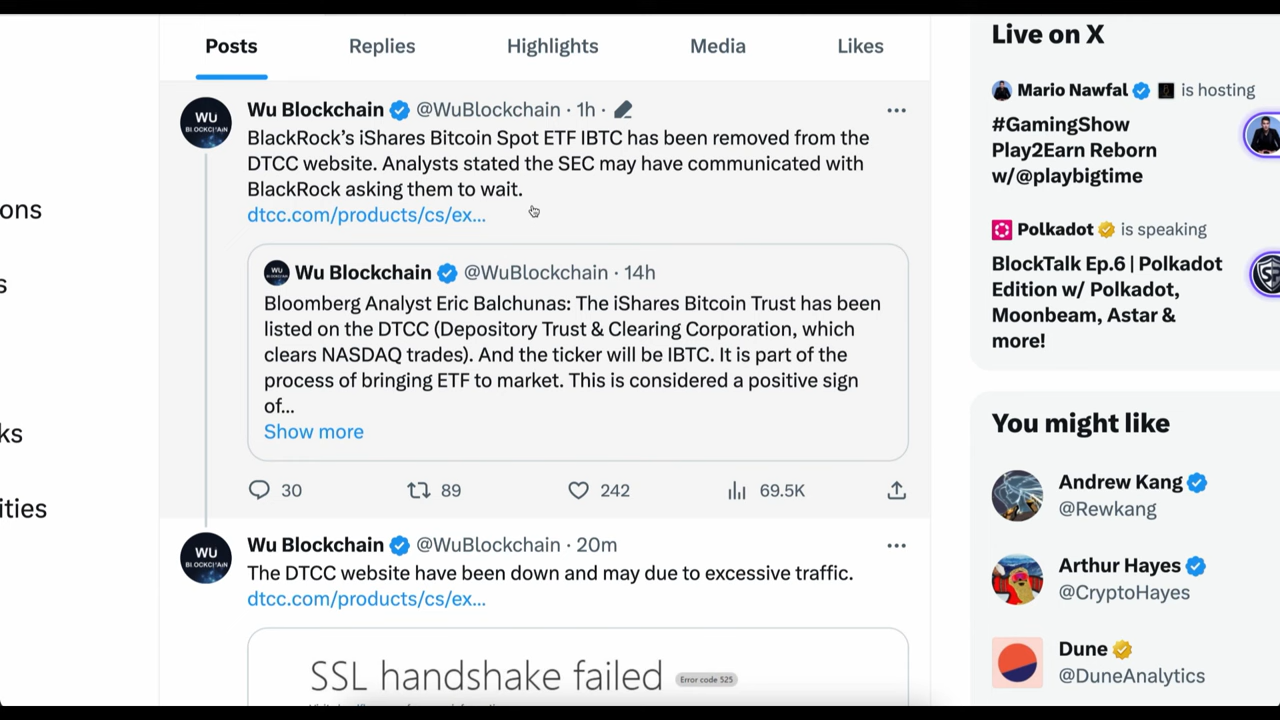 Posts
Replies
Highlights
Media
Likes
ons
s
ks
ities
WU
BLOCKCHAIN
Wu Blockchain @WuBlockchain · 1h ·
BlackRock’s iShares Bitcoin Spot ETF IBTC has been removed from the
DTCC website. Analysts stated the SEC may have communicated with
BlackRock asking them to wait.
dtcc.com/products/cs/ex...
WU
Wu Blockchain @WuBlockchain · 14h
Bloomberg Analyst Eric Balchunas: The iShares Bitcoin Trust has been
listed on the DTCC (Depository Trust & Clearing Corporation, which
clears NASDAQ trades). And the ticker will be IBTC. It is part of the
process of bringing ETF to market. This is considered a positive sign
of...
Show more
30
89
242
69.5K
WU
BLOCKCHAIN
Wu Blockchain @WuBlockchain · 20m
The DTCC website have been down and may due to excessive traffic.
dtcc.com/products/cs/ex...
SSL handshake failed
Error code 525
Live on X
Mario Nawfal is hosting
#GamingShow
Play2Earn Reborn
w/@playbigtime
Polkadot is speaking
BlockTalk Ep.6 | Polkadot
Edition w/ Polkadot,
Moonbeam, Astar &
more!
You might like
Andrew Kang
@Rewkang
Arthur Hayes
@CryptoHayes
Dune
@DuneAnalytics